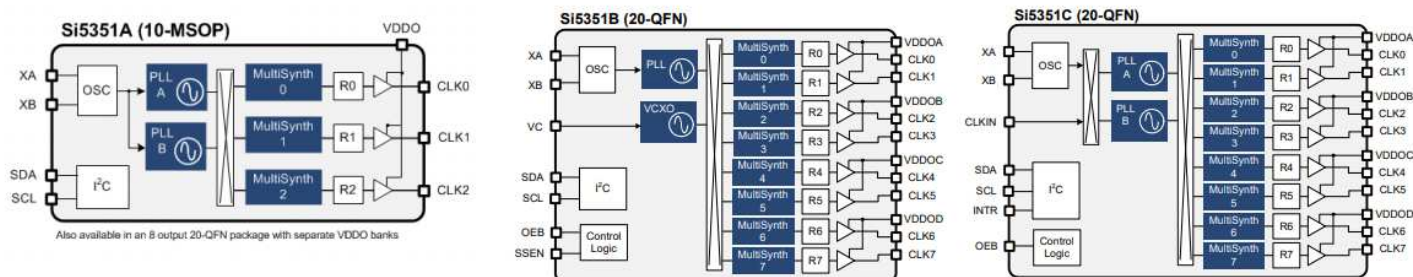 Si5351A (10-MSOP)
VDDO
XA
XB
OSC
PLL
A
PLL
B
MultiSynth
0
MultiSynth
1
MultiSynth
2
R0
R1
R2
CLK0
CLK1
CLK2
SDA
SCL
I²C
Also available in an 8 output 20-QFN package with separate VDDO banks
Si5351B (20-QFN)
XA
XB
OSC
PLL
VC
VCXO
SDA
SCL
I²C
OEB
SSEN
Control
Logic
MultiSynth
0
MultiSynth
1
MultiSynth
2
MultiSynth
3
MultiSynth
4
MultiSynth
5
MultiSynth
6
MultiSynth
7
R0
R1
R2
R3
R4
R5
R6
R7
VDDOA
CLK0
CLK1
VDDOB
CLK2
CLK3
VDDOC
CLK4
CLK5
VDDOD
CLK6
CLK7
Si5351C (20-QFN)
XA
XB
OSC
CLKIN
PLL
A
PLL
B
SDA
SCL
INTR
I²C
OEB
Control
Logic
MultiSynth
0
MultiSynth
1
MultiSynth
2
MultiSynth
3
MultiSynth
4
MultiSynth
5
MultiSynth
6
MultiSynth
7
R0
R1
R2
R3
R4
R5
R6
R7
VDDOA
CLK0
CLK1
VDDOB
CLK2
CLK3
VDDOC
CLK4
CLK5
VDDOD
CLK6
CLK7